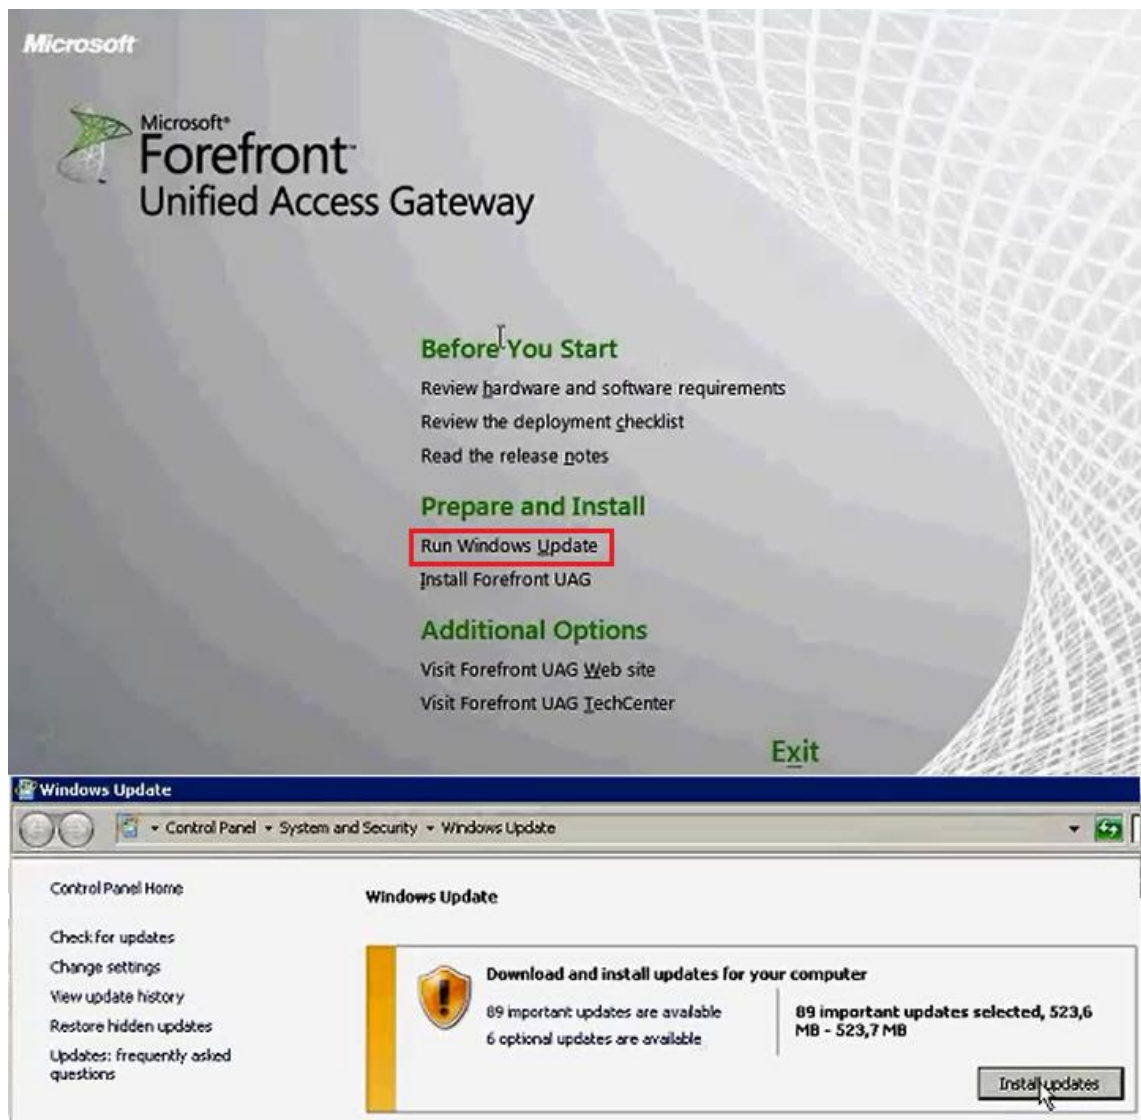 Microsoft
Microsoft®
Forefront™
Unified Access Gateway
Before You Start
Review hardware and software requirements
Review the deployment checklist
Read the release notes
Prepare and Install
Run Windows Update
Install Forefront UAG
Additional Options
Visit Forefront UAG Web site
Visit Forefront UAG TechCenter
Exit
Windows Update
Control Panel System and Security Windows Update
Control Panel Home
Windows Update
Check for updates
Change settings
View update history
Restore hidden updates
Updates: frequently asked
questions
Download and install updates for your computer
89 important updates are available
6 optional updates are available
89 important updates selected, 523,6
MB - 523,7 MB
Install updates